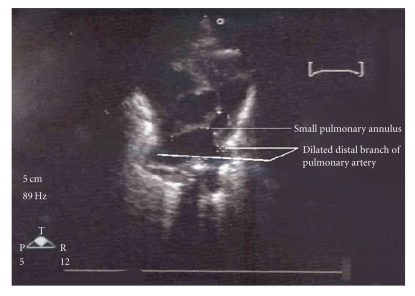 Small pulmonary annulus
Dilated distal branch of
pulmonary artery
5 cm
89 Hz
T
P R
5 12